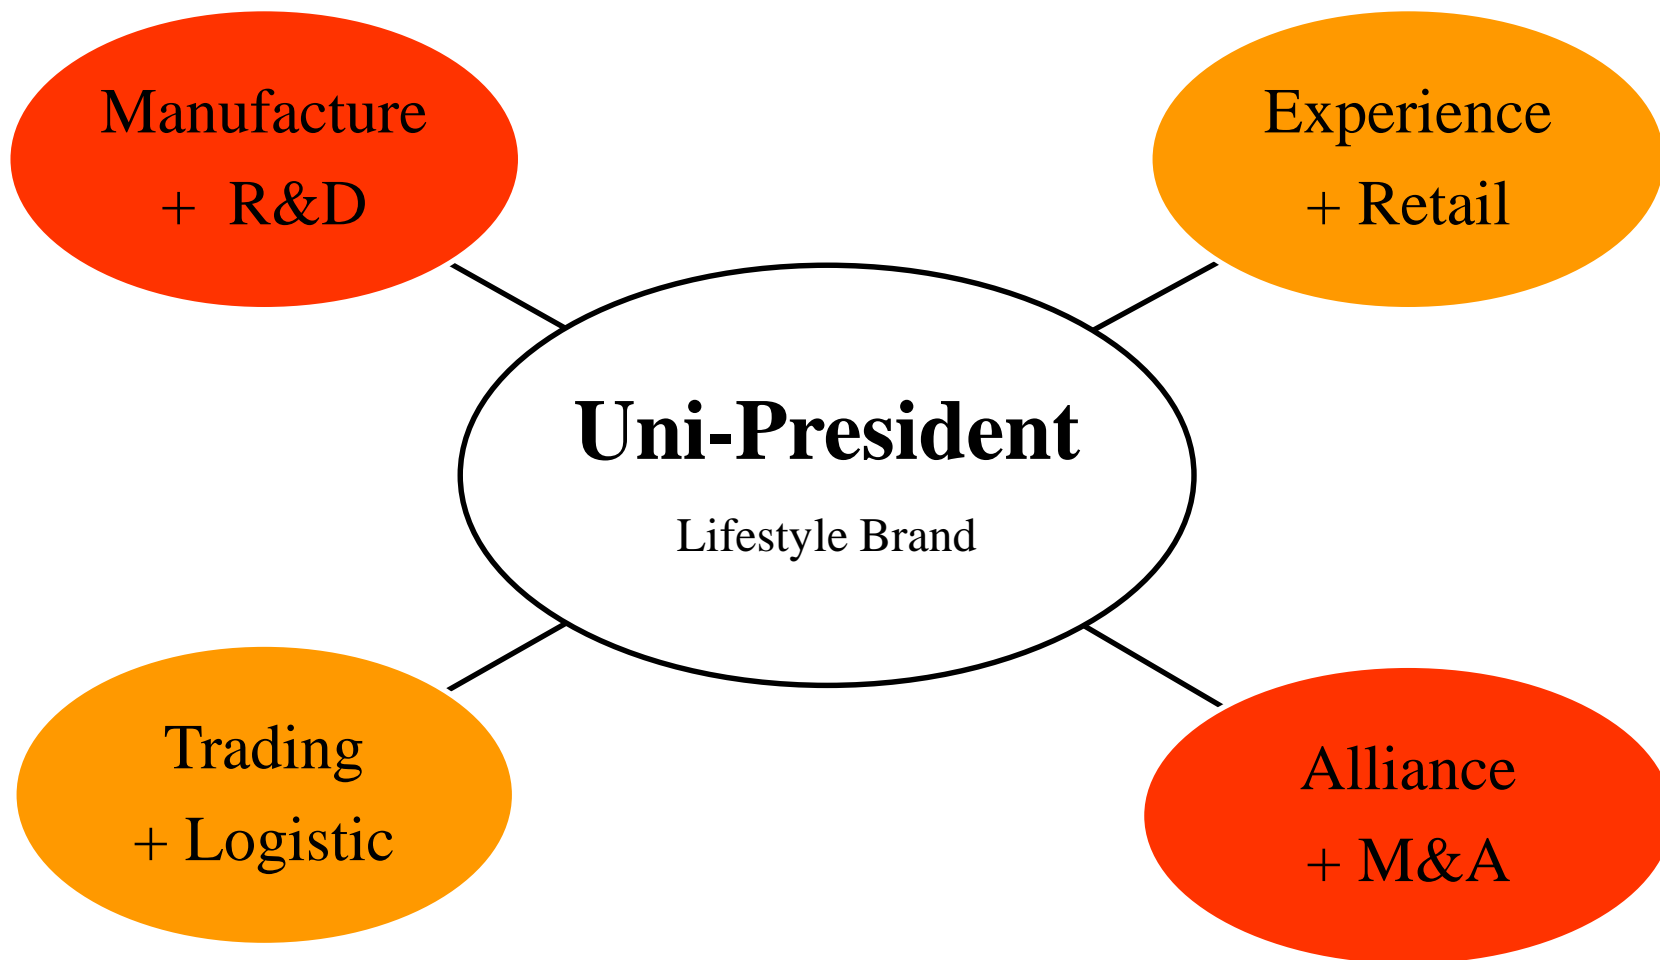 Manufacture
+ R&D
Experience
+ Retail
Uni-President
Lifestyle Brand
Trading
+ Logistic
Alliance
+ M&A